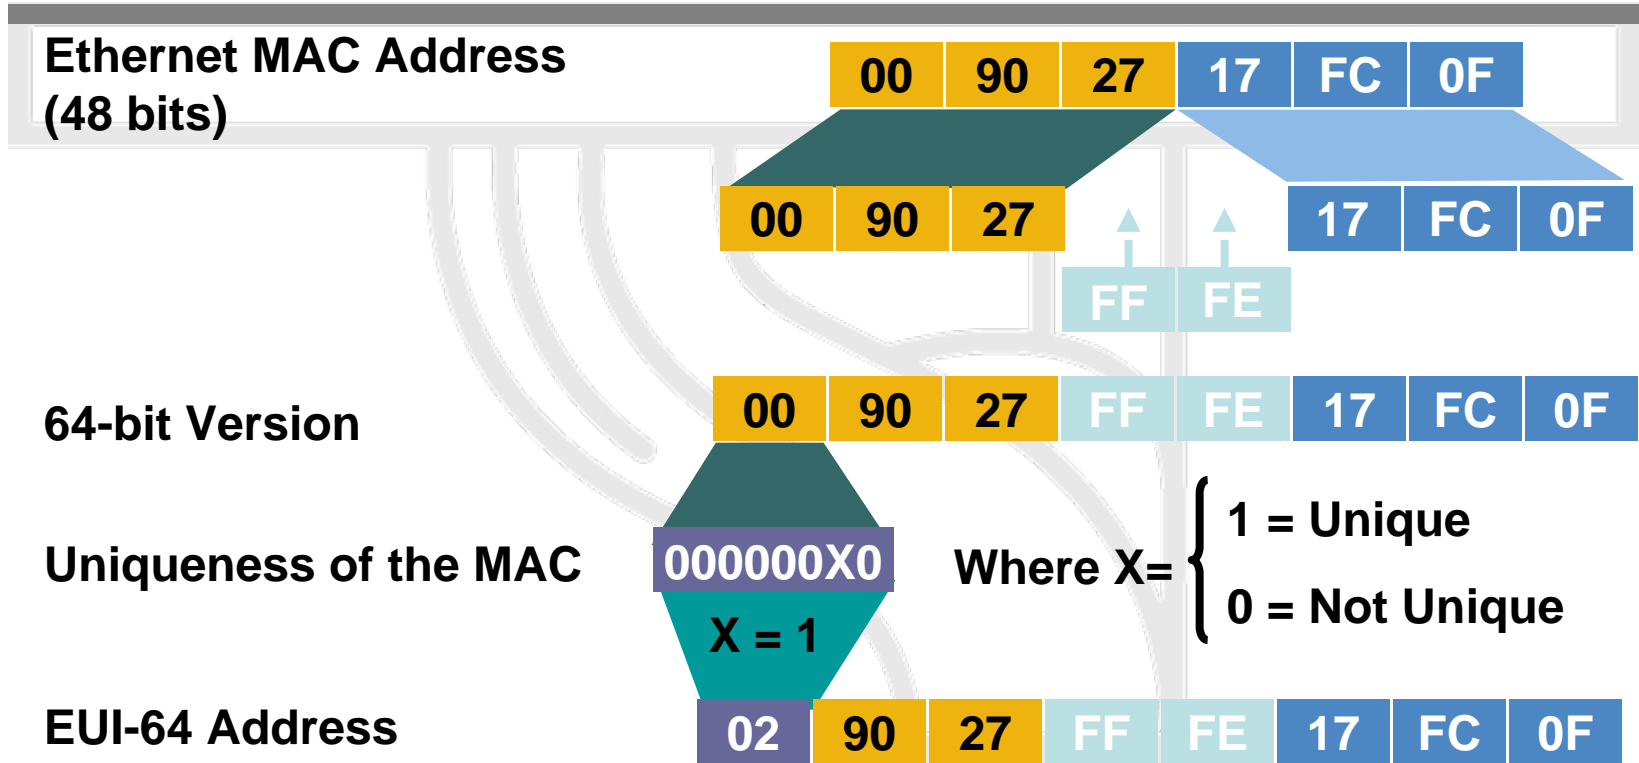 Ethernet MAC Address
(48 bits)
00 90 27 17 FC 0F
00 90 27 17 FC 0F
FF FE
64-bit Version
00 90 27 FF FE 17 FC 0F
Uniqueness of the MAC
000000X0
Where X=
1 = Unique
0 = Not Unique
X = 1
EUI-64 Address
02 90 27 FF FE 17 FC 0F